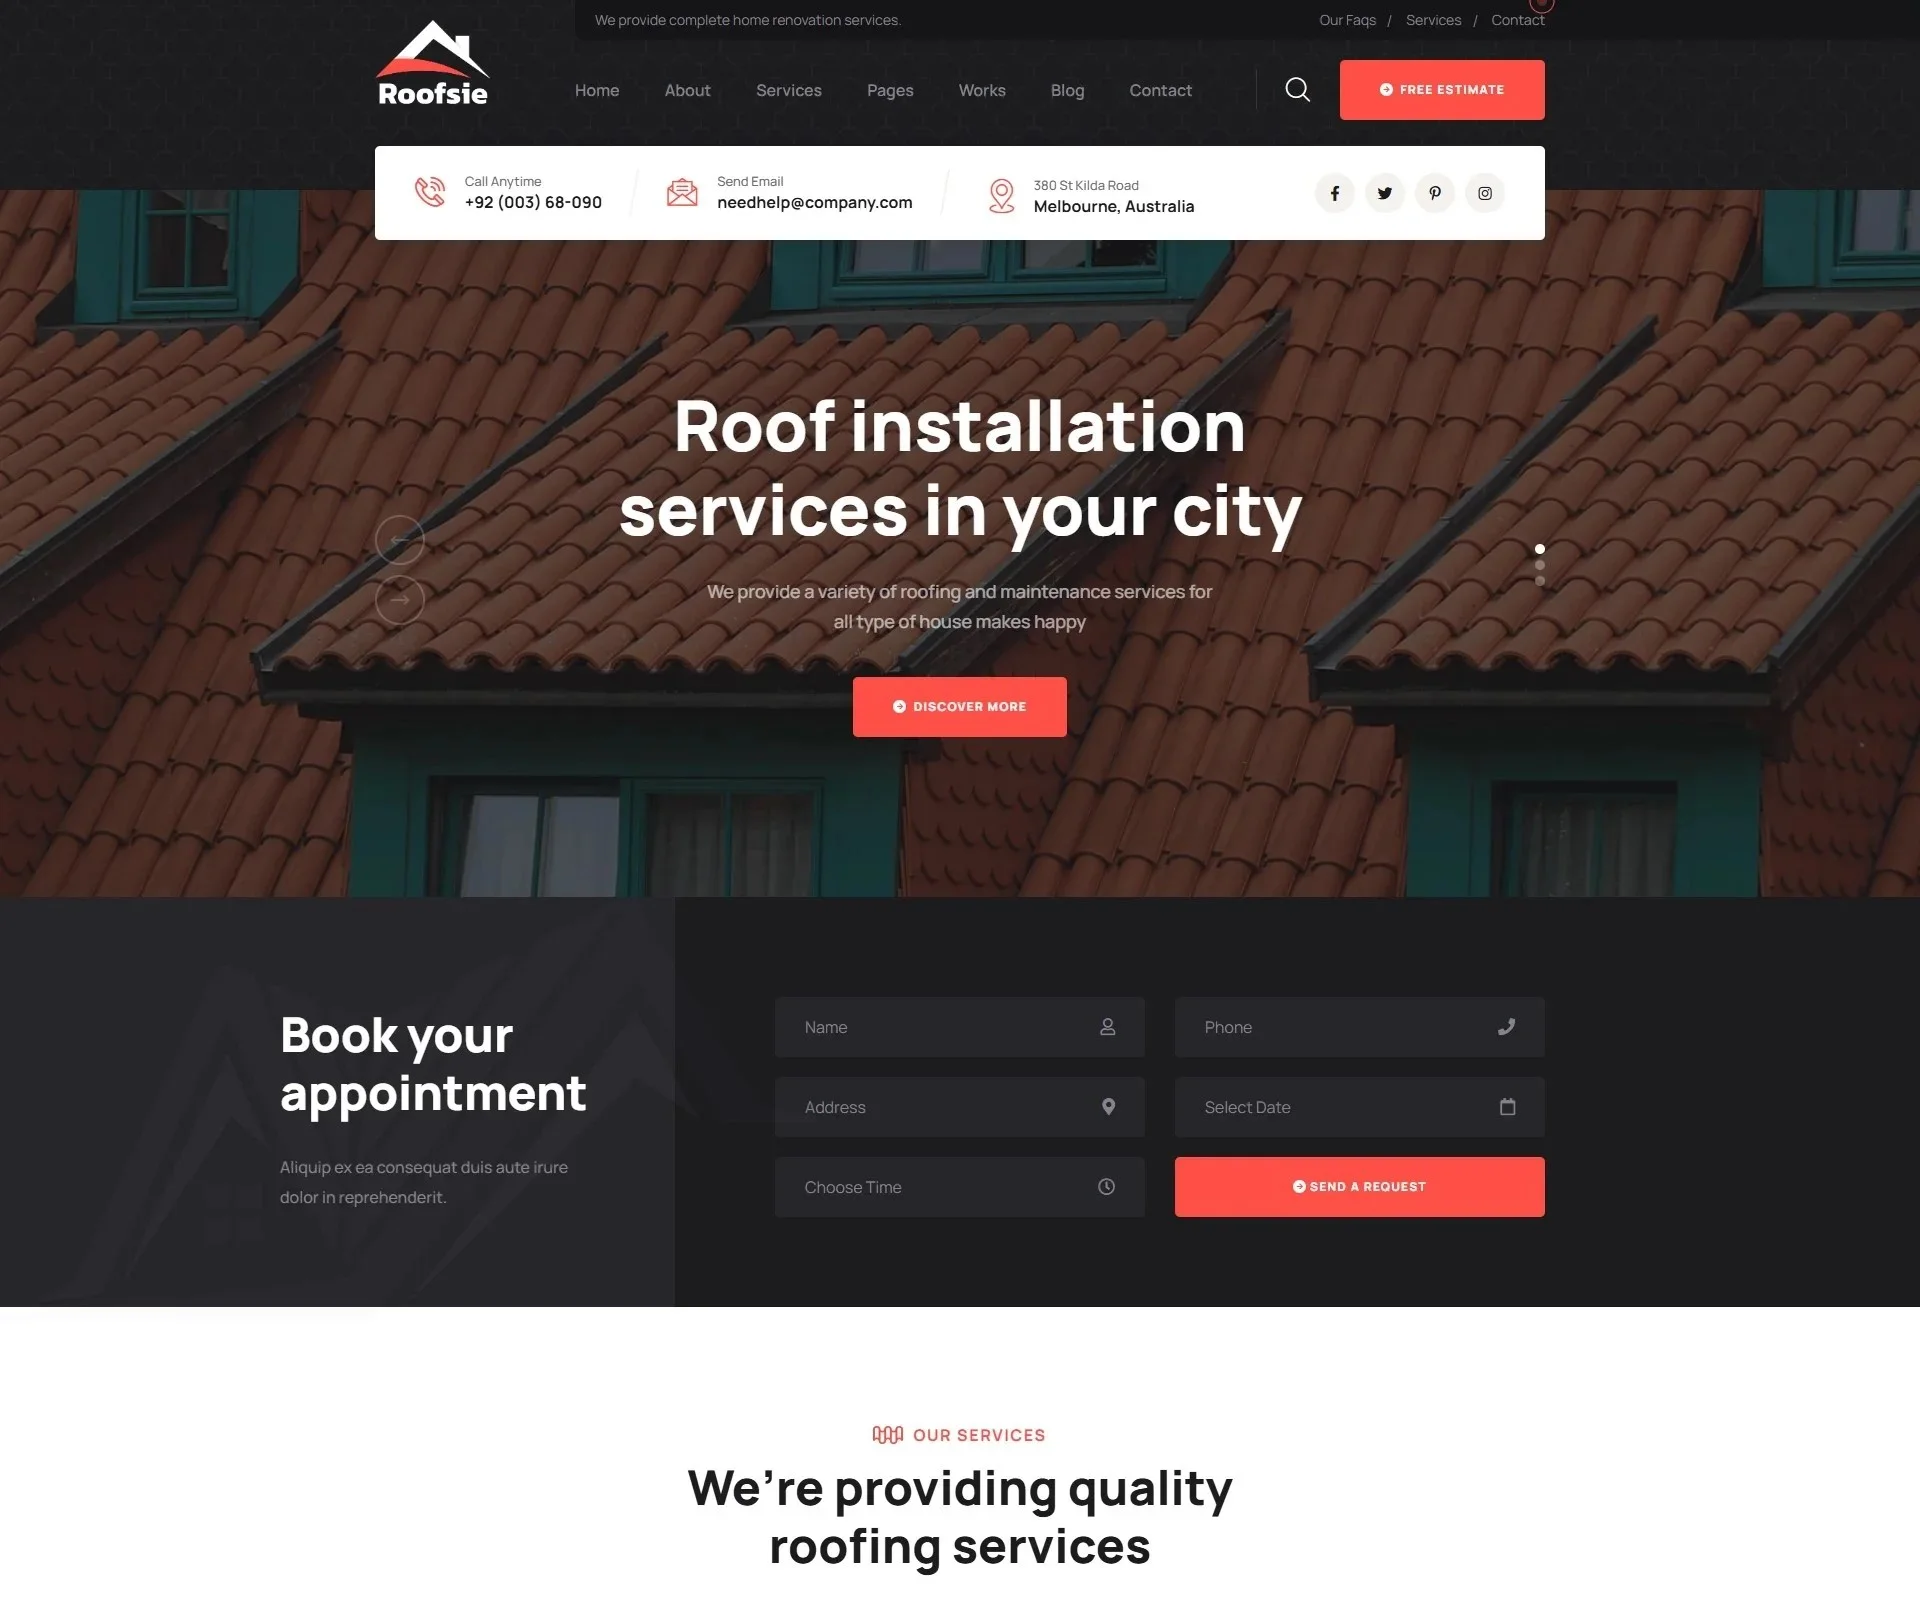 We provide complete home renovation services.
Our Faqs / Services / Contact
Roofsie
Home About Services Pages Works Blog Contact
FREE ESTIMATE
Call Anytime
+92 (003) 68-090
Send Email
needhelp@company.com
380 St Kilda Road
Melbourne, Australia
Roof installation
services in your city
We provide a variety of roofing and maintenance services for
all type of house makes happy
DISCOVER MORE
Book your
appointment
Aliquip ex ea consequat duis aute irure
dolor in reprehenderit.
Name
Phone
Address
Select Date
Choose Time
SEND A REQUEST
OUR SERVICES
We’re providing quality
roofing services